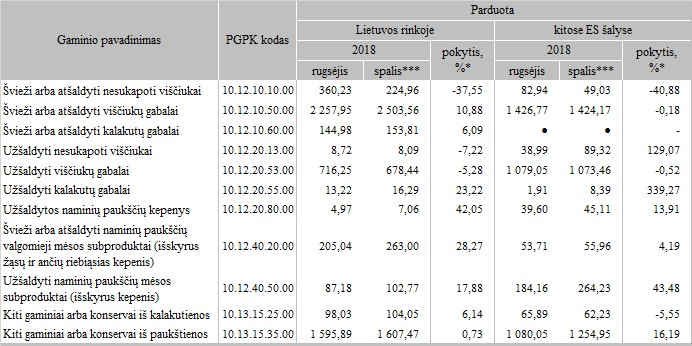 Gaminio pavadinimas PGPK kodas Parduota
Lietuvos rinkoje kitose ES šalyse
2018 pokytis, %* 2018 pokytis, %*
rugsėjis spalis*** rugsėjis spalis***
Švieži arba atšaldyti nesukapoti viščiukai 10.12.10.10.00 360,23 224,96 -37,55 82,94 49,03 -40,88
Švieži arba atšaldyti viščiukų gabalai 10.12.10.50.00 2 257,95 2 503,56 10,88 1 426,77 1 424,17 -0,18
Švieži arba atšaldyti kalakutų gabalai 10.12.10.60.00 144,98 153,81 6,09 ● ● -
Užšaldyti nesukapoti viščiukai 10.12.20.13.00 8,72 8,09 -7,22 38,99 89,32 129,07
Užšaldyti viščiukų gabalai 10.12.20.53.00 716,25 678,44 -5,28 1 079,05 1 073,46 -0,52
Užšaldyti kalakutų gabalai 10.12.20.55.00 13,22 16,29 23,22 1,91 8,39 339,27
Užšaldytos naminių paukščių kepenys 10.12.20.80.00 4,97 7,06 42,05 39,60 45,11 13,91
Švieži arba atšaldyti naminių paukščių
valgomieji mėsos subproduktai (išskyrus 10.12.40.20.00 205,04 263,00 28,27 53,71 55,96 4,19
žąsų ir ančių riebiąsias kepenis)
Užšaldyti naminių paukščių mėsos
subproduktai (išskyrus kepenis) 10.12.40.50.00 87,18 102,77 17,88 184,16 264,23 43,48
Kiti gaminiai arba konservai iš kalakutienos 10.13.15.25.00 98,03 104,05 6,14 65,89 62,23 -5,55
Kiti gaminiai arba konservai iš paukštienos 10.13.15.35.00 1 595,89 1 607,47 0,73 1 080,05 1 254,95 16,19